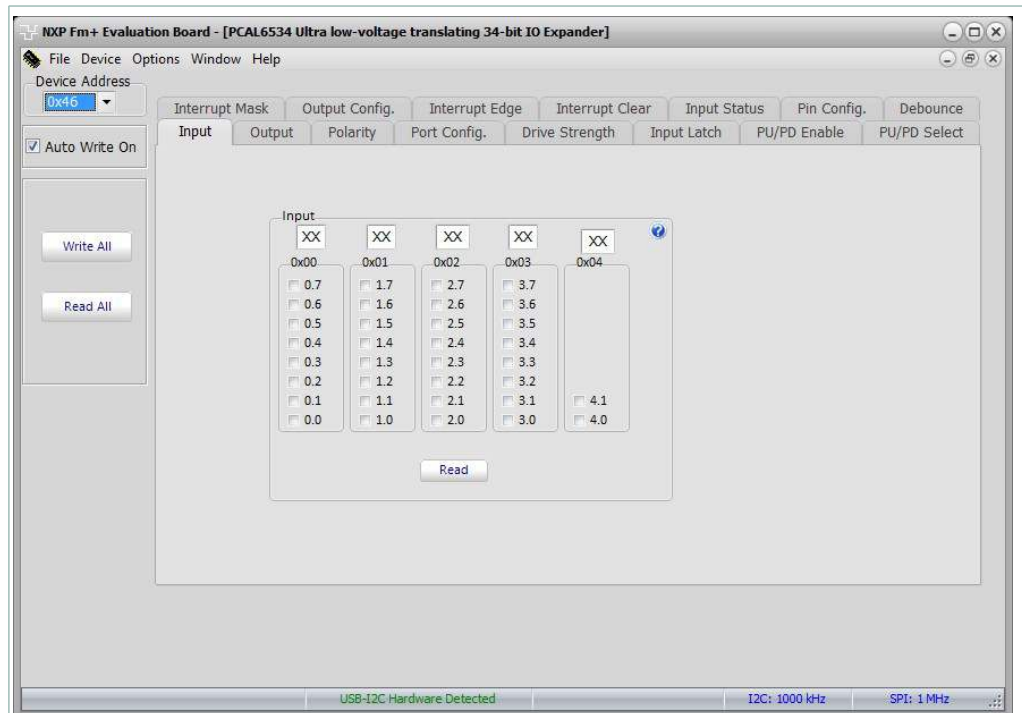 NXP Fm+ Evaluation Board - [PCAL6534 Ultra low-voltage translating 34-bit IO Expander]
File Device Options Window Help
Device Address
0x46
Auto Write On
Write All
Read All
Interrupt Mask Output Config. Interrupt Edge Interrupt Clear Input Status Pin Config. Debounce
Input Output Polarity Port Config. Drive Strength Input Latch PU/PD Enable PU/PD Select
Input
XX XX XX XX XX
0x00 0x01 0x02 0x03 0x04
0.7 1.7 2.7 3.7
0.6 1.6 2.6 3.6
0.5 1.5 2.5 3.5
0.4 1.4 2.4 3.4
0.3 1.3 2.3 3.3
0.2 1.2 2.2 3.2
0.1 1.1 2.1 3.1 4.1
0.0 1.0 2.0 3.0 4.0
Read
USB-I2C Hardware Detected I2C: 1000 kHz SPI: 1 MHz